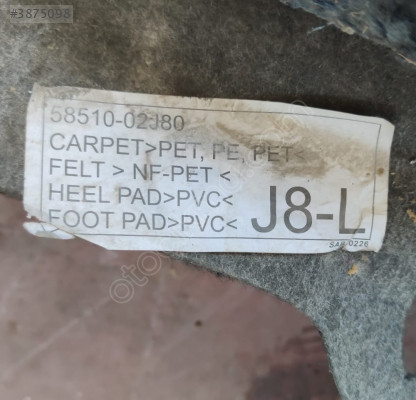 #3875098
58510-02J80
CARPET>PET, PE, PET<
FELT > NF-PET <
HEEL PAD>PVC<
FOOT PAD>PVC<
J8-L
SAB 0226